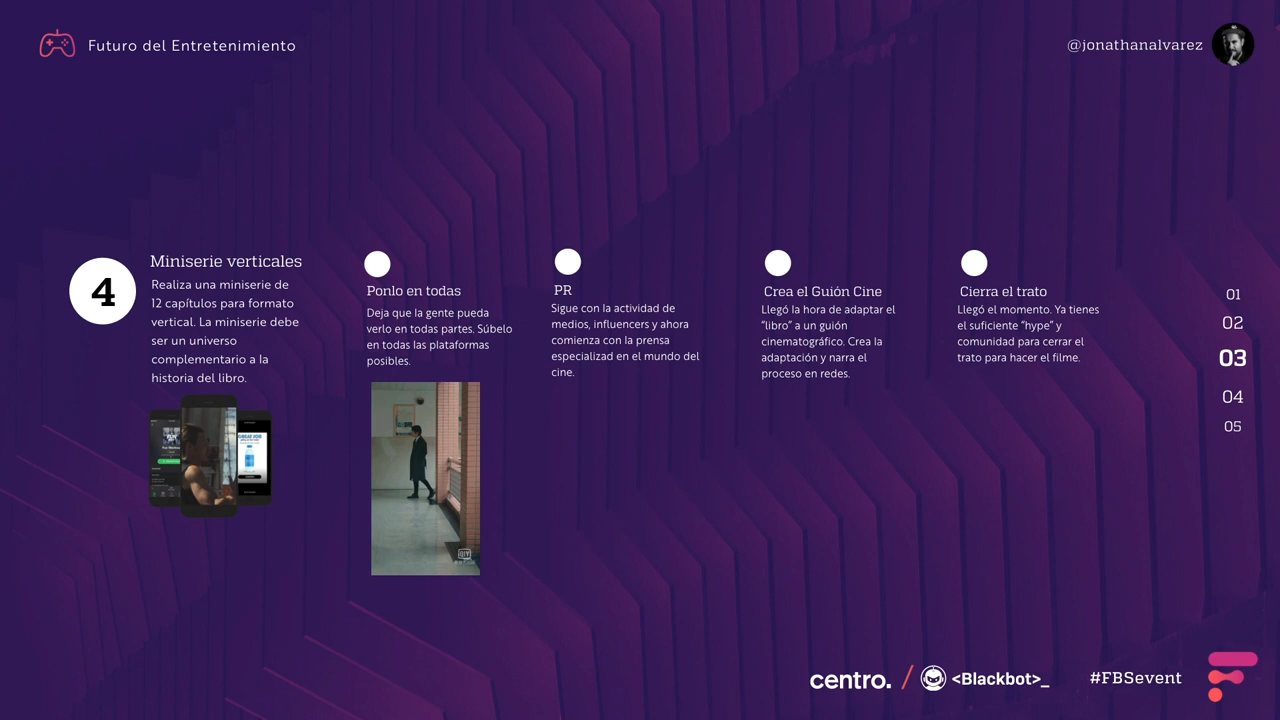 Futuro del Entretenimiento
@jonathanalvarez
4
Miniserie verticales
Realiza una miniserie de
12 capítulos para formato
vertical. La miniserie debe
ser un universo
complementario a la
historia del libro.
GREAT JOB
Ponlo en todas
Deja que la gente pueda
verlo en todas partes. Súbelo
en todas las plataformas
posibles.
PR
Sigue con la actividad de
medios, influencers y ahora
comienza con la prensa
especializad en el mundo del
cine.
Crea el Guión Cine
Llegó la hora de adaptar el
"libro" a un guión
cinematográfico. Crea la
adaptación y narra el
proceso en redes.
Cierra el trato
Llegó el momento. Ya tienes
el suficiente "hype" y
comunidad para cerrar el
trato para hacer el filme.
01
02
03
04
05
centro. / <Blackbot>_
#FBSevent